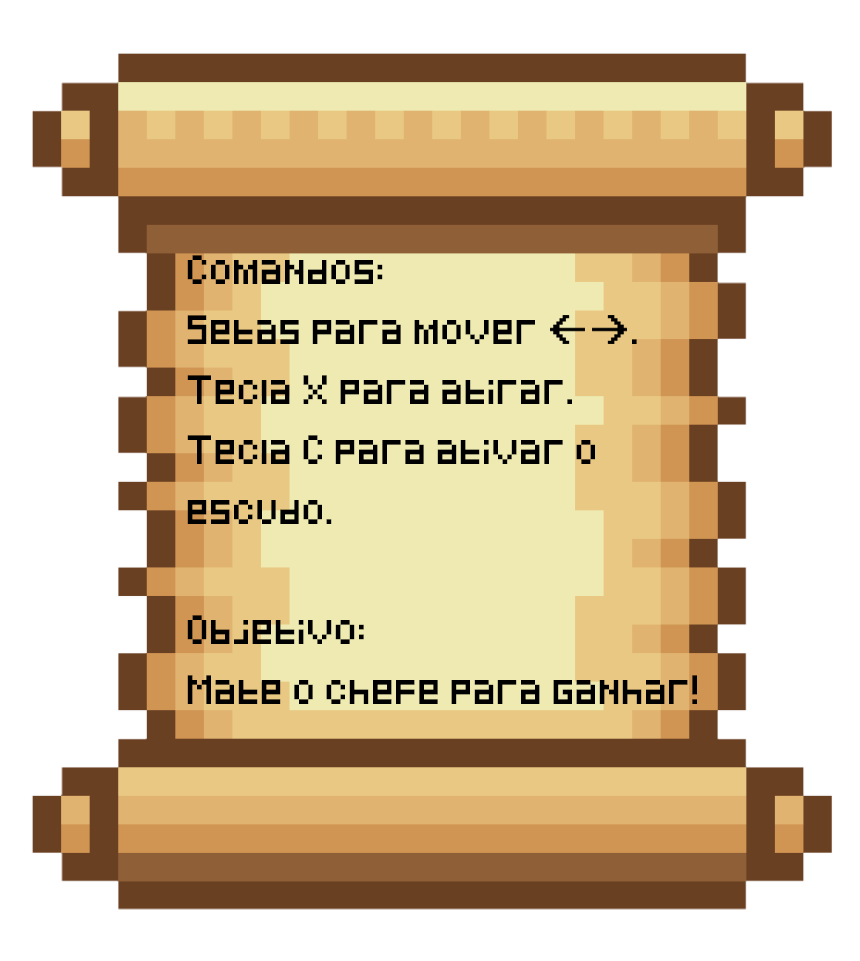 Comandos:
Setas para mover ←→.
Tecla X para atirar.
Tecla C para ativar o
escudo.
Objetivo:
Mate o chefe para ganhar!